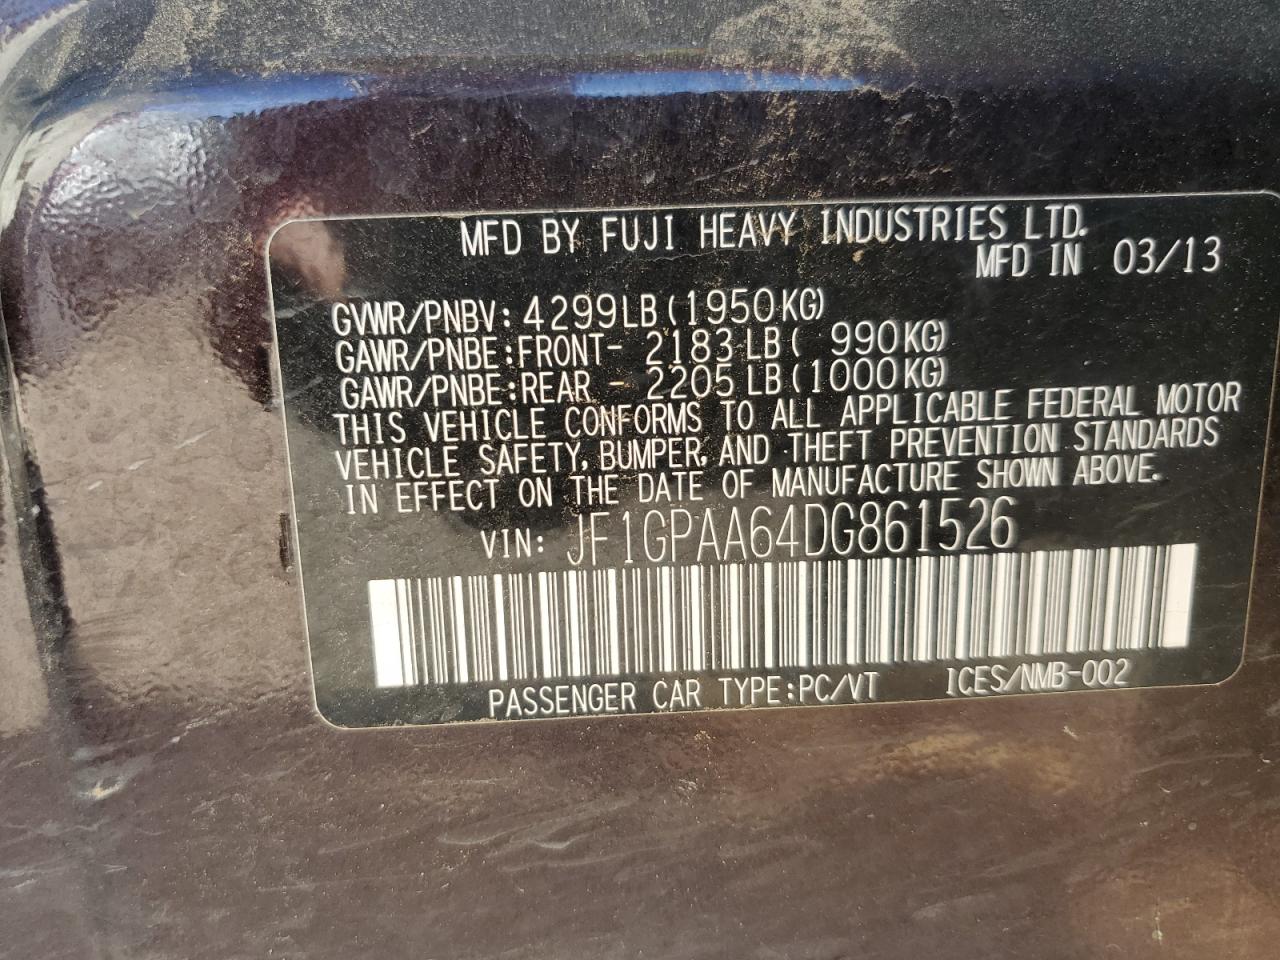 MFD BY FUJI HEAVY INDUSTRIES LTD.
MFD IN 03/13
GVWR/PNBV: 4299LB(1950KG)
GAWR/PNBE:FRONT- 2183LB( 990KG)
GAWR/PNBE:REAR - 2205LB(1000KG)
THIS VEHICLE CONFORMS TO ALL APPLICABLE FEDERAL MOTOR
VEHICLE SAFETY, BUMPER, AND THEFT PREVENTION STANDARDS
IN EFFECT ON THE DATE OF MANUFACTURE SHOWN ABOVE.
VIN: JF1GPAA64DG861526
PASSENGER CAR TYPE:PC/VT ICES/NMB-002